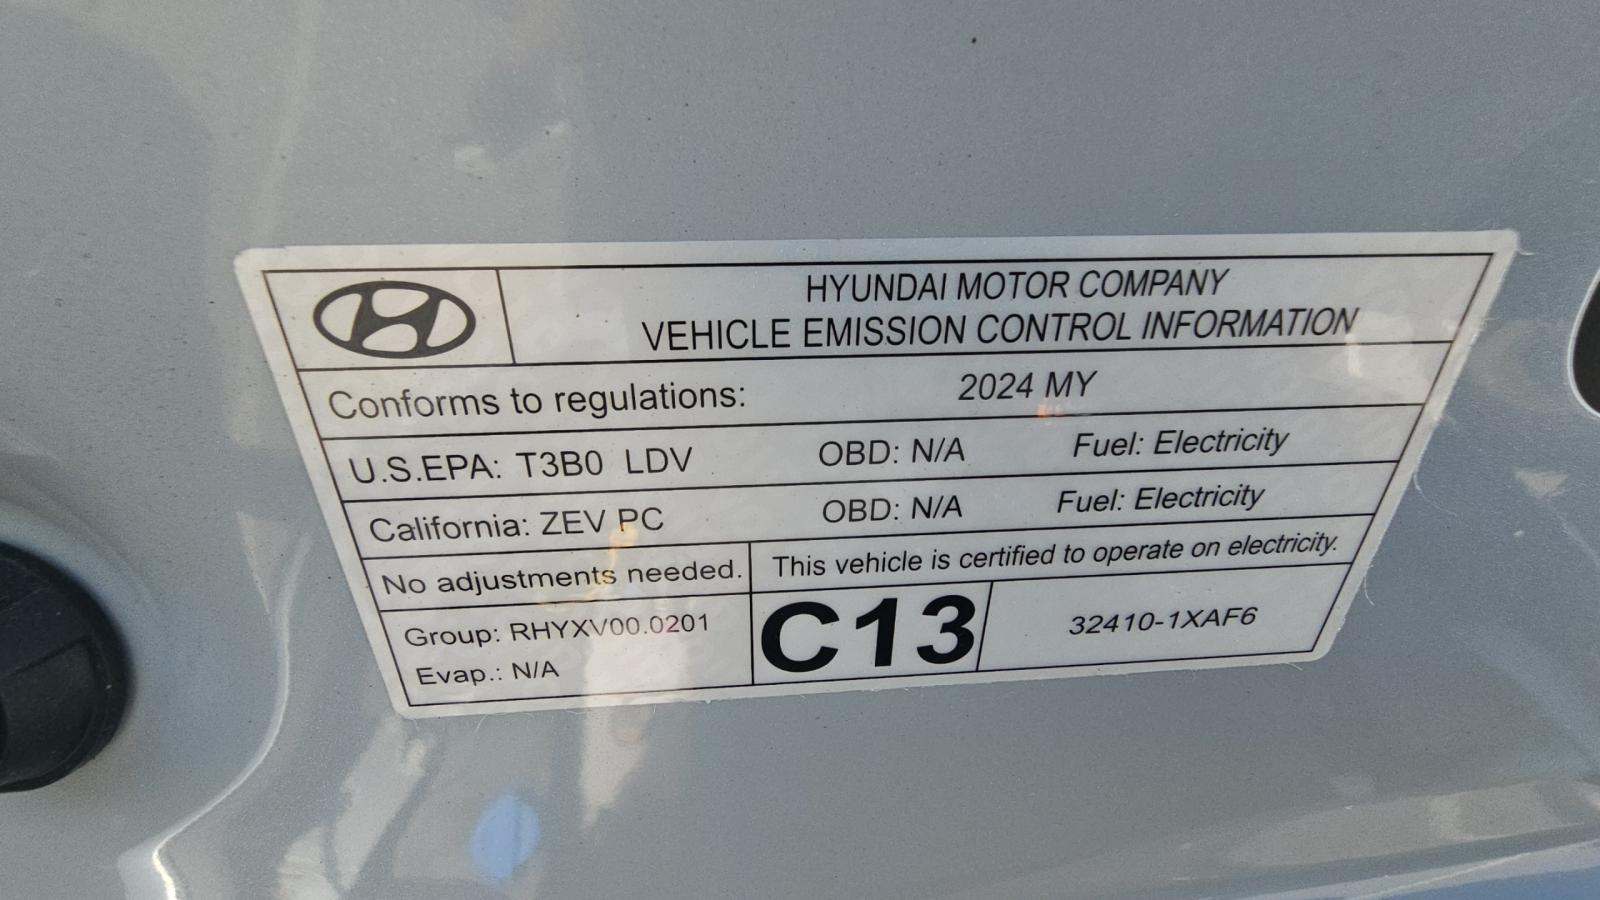 HYUNDAI MOTOR COMPANY
VEHICLE EMISSION CONTROL INFORMATION
Conforms to regulations: 2024 MY
U.S.EPA: T3B0 LDV OBD: N/A Fuel: Electricity
California: ZEV PC OBD: N/A Fuel: Electricity
No adjustments needed. This vehicle is certified to operate on electricity.
Group: RHYXV00.0201
Evap.: N/A
C13
32410-1XAF6